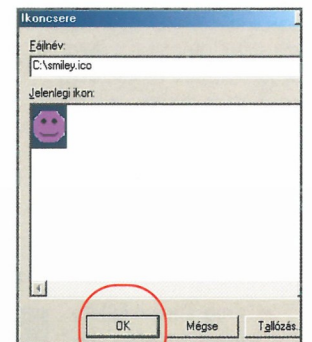 Ikoncsere
Fájlnév:
C:\smiley.ico
Jelenlegi ikon:
OK Mégse Tallózás.